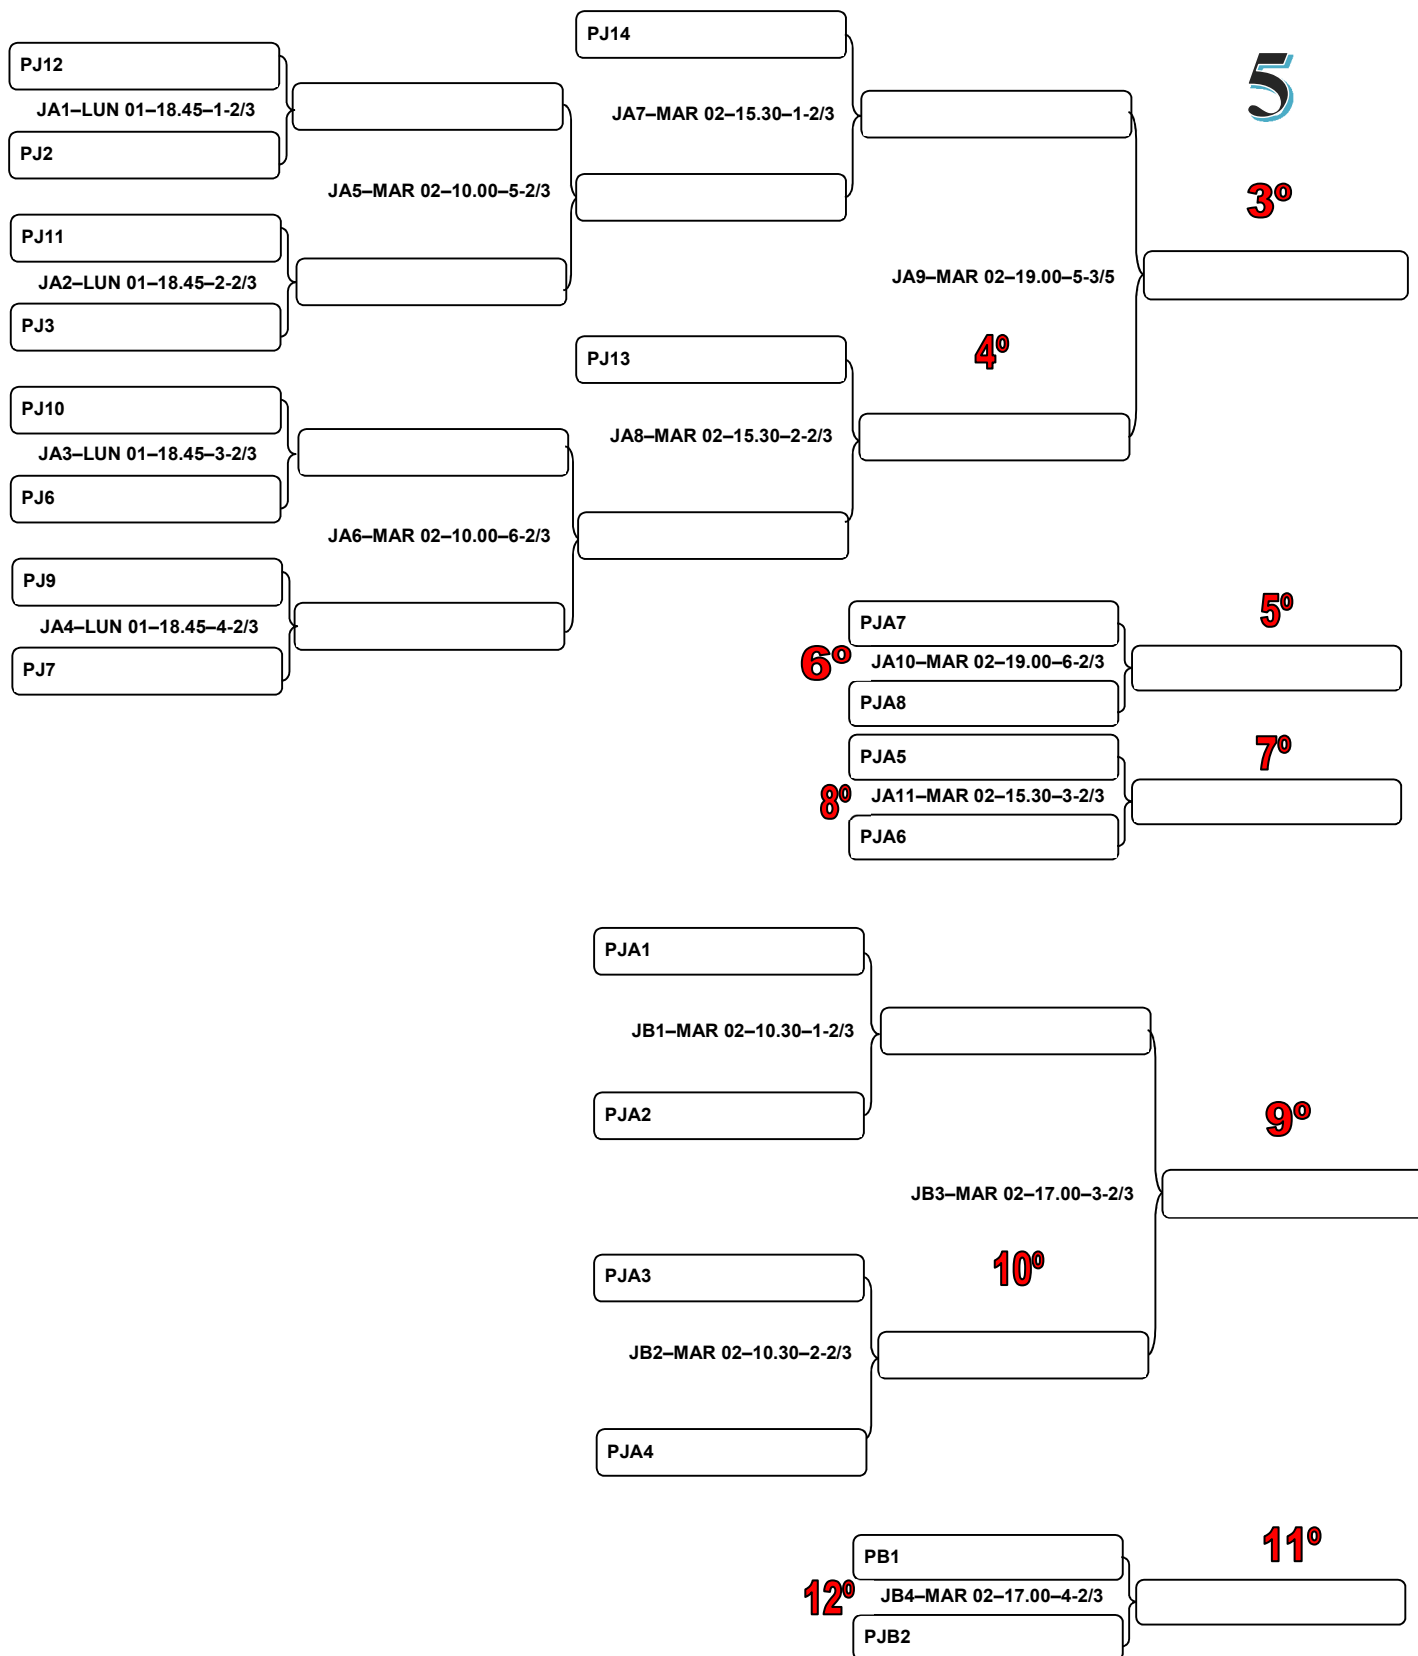 PJ14
PJ12
5
JA1–LUN 01–18.45–1-2/3
JA7–MAR 02–15.30–1-2/3
PJ2
JA5–MAR 02–10.00–5-2/3
3º
PJ11
JA2–LUN 01–18.45–2-2/3
JA9–MAR 02–19.00–5-3/5
PJ3
4º
PJ13
PJ10
JA8–MAR 02–15.30–2-2/3
JA3–LUN 01–18.45–3-2/3
PJ6
JA6–MAR 02–10.00–6-2/3
PJ9
JA4–LUN 01–18.45–4-2/3
PJ7
5º
PJA7
6º
JA10–MAR 02–19.00–6-2/3
PJA8
7º
PJA5
8º
JA11–MAR 02–15.30–3-2/3
PJA6
PJA1
JB1–MAR 02–10.30–1-2/3
PJA2
9º
JB3–MAR 02–17.00–3-2/3
PJA3
10º
JB2–MAR 02–10.30–2-2/3
PJA4
11º
PB1
12º
JB4–MAR 02–17.00–4-2/3
PJB2